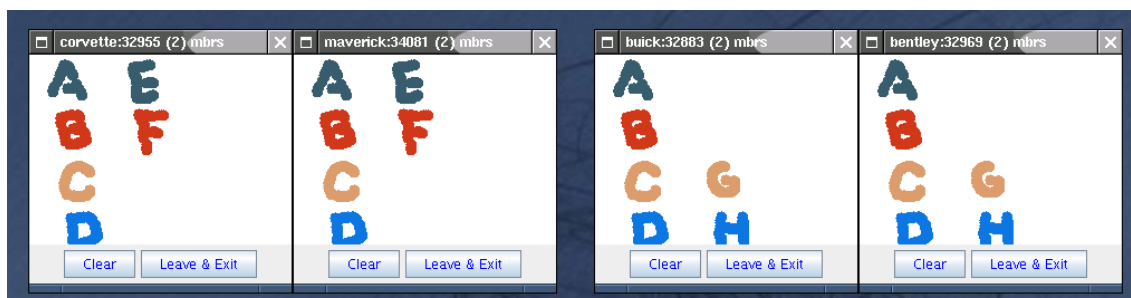 corvette:32955 (2) mbrs
maverick:34081 (2) mbrs
buick:32883 (2) mbrs
bentley:32969 (2) mbrs
A E
B F
C
D
A E
B F
C
D
A
B
C G
D H
A
B
C G
D H
Clear Leave & Exit
Clear Leave & Exit
Clear Leave & Exit
Clear Leave & Exit